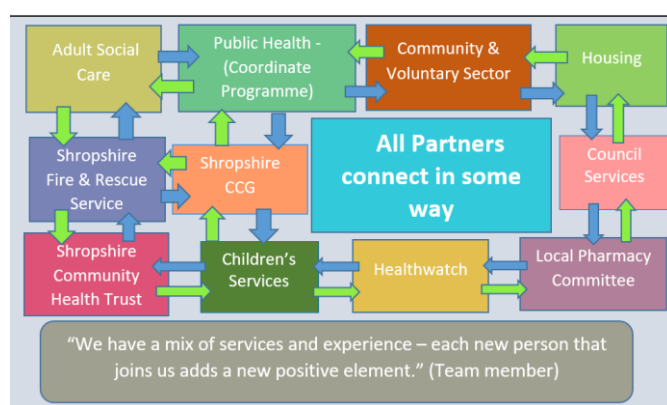 Adult Social
Care
Public Health -
(Coordinate
Programme)
Community &
Voluntary Sector
Housing
Shropshire
Fire & Rescue
Service
Shropshire
CCG
All Partners
connect in some
way
Council
Services
Shropshire
Community
Health Trust
Children’s
Services
Healthwatch
Local Pharmacy
Committee
“We have a mix of services and experience – each new person that
joins us adds a new positive element.” (Team member)